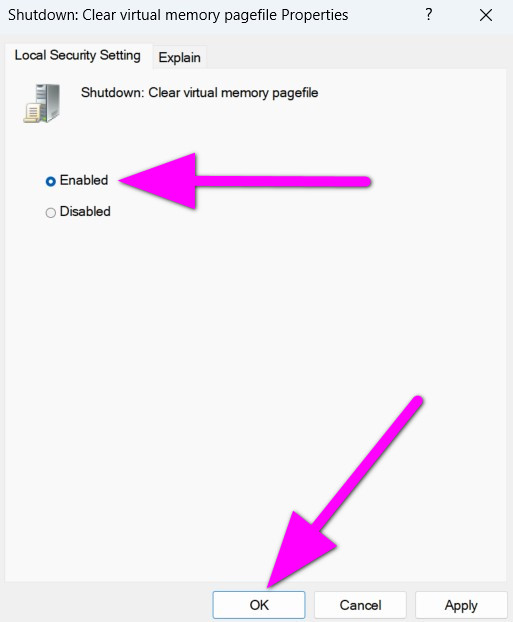 Shutdown: Clear virtual memory pagefile Properties ?
Local Security Setting Explain
Shutdown: Clear virtual memory pagefile
Enabled
Disabled
OK Cancel Apply